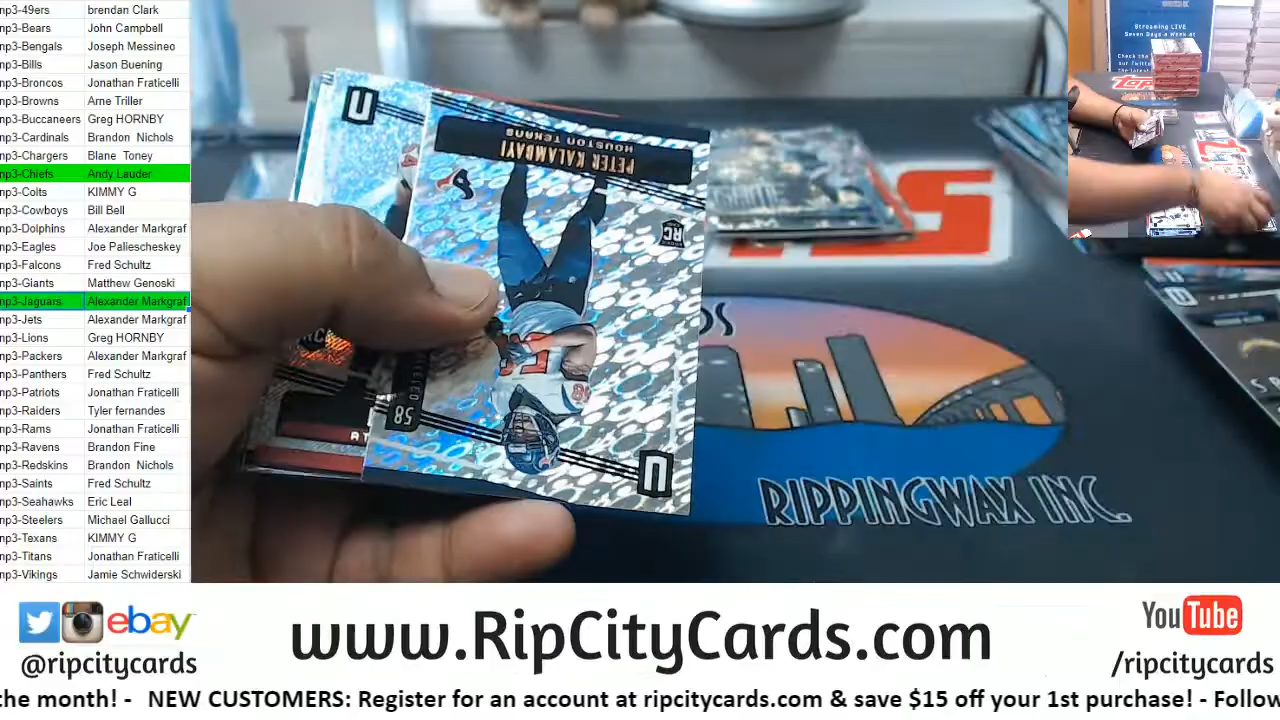 np3-49ers brendan Clark
np3-Bears John Campbell
np3-Bengals Joseph Messineo
np3-Bills Jason Buening
np3-Broncos Jonathan Fraticelli
np3-Browns Arne Triller
np3-Buccaneers Greg HORNBY
np3-Cardinals Brandon Nichols
np3-Chargers Blane Toney
np3-Chiefs Andy Lauder
np3-Colts KIMMY G
np3-Cowboys Bill Bell
np3-Dolphins Alexander Markgraf
np3-Eagles Joe Paliescheskey
np3-Falcons Fred Schultz
np3-Giants Matthew Genoski
np3-Jaguars Alexander Markgraf
np3-Jets Alexander Markgraf
np3-Lions Greg HORNBY
np3-Packers Alexander Markgraf
np3-Panthers Fred Schultz
np3-Patriots Jonathan Fraticelli
np3-Raiders Tyler fernandes
np3-Rams Jonathan Fraticelli
np3-Ravens Brandon Fine
np3-Redskins Brandon Nichols
np3-Saints Fred Schultz
np3-Seahawks Eric Leal
np3-Steelers Michael Gallucci
np3-Texans KIMMY G
np3-Titans Jonathan Fraticelli
np3-Vikings Jamie Schwiderski
Streaming LIVE
Seven Days a Week at
Check the
PETER KALAMBAYI
HOUSTON TEXANS
RC
58
U
U
RIPPINGWAX INC.
ebay
@ripcitycards
www.RipCityCards.com
YouTube
/ripcitycards
the month! - NEW CUSTOMERS: Register for an account at ripcitycards.com & save $15 off your 1st purchase! - Follow